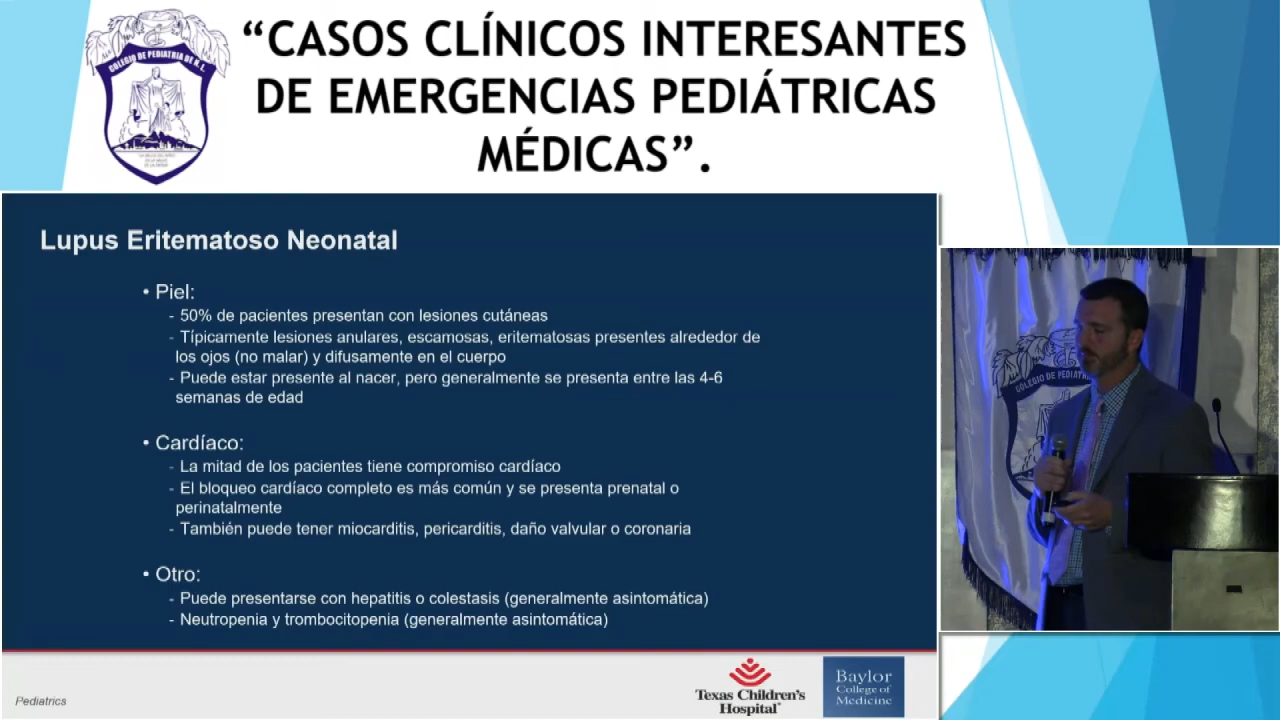 COLEGIO DE PEDIATRIA DE N. L.
“CASOS CLÍNICOS INTERESANTES
DE EMERGENCIAS PEDIÁTRICAS
MÉDICAS”.
Lupus Eritematoso Neonatal
• Piel:
- 50% de pacientes presentan con lesiones cutáneas
- Típicamente lesiones anulares, escamosas, eritematosas presentes alrededor de
los ojos (no malar) y difusamente en el cuerpo
- Puede estar presente al nacer, pero generalmente se presenta entre las 4-6
semanas de edad
• Cardíaco:
- La mitad de los pacientes tiene compromiso cardíaco
- El bloqueo cardíaco completo es más común y se presenta prenatal o
perinatalmente
- También puede tener miocarditis, pericarditis, daño valvular o coronaria
• Otro:
- Puede presentarse con hepatitis o colestasis (generalmente asintomática)
- Neutropenia y trombocitopenia (generalmente asintomática)
Pediatrics
Texas Children's
Hospital
Baylor
College of
Medicine
COLEGIO DE PEDIAT